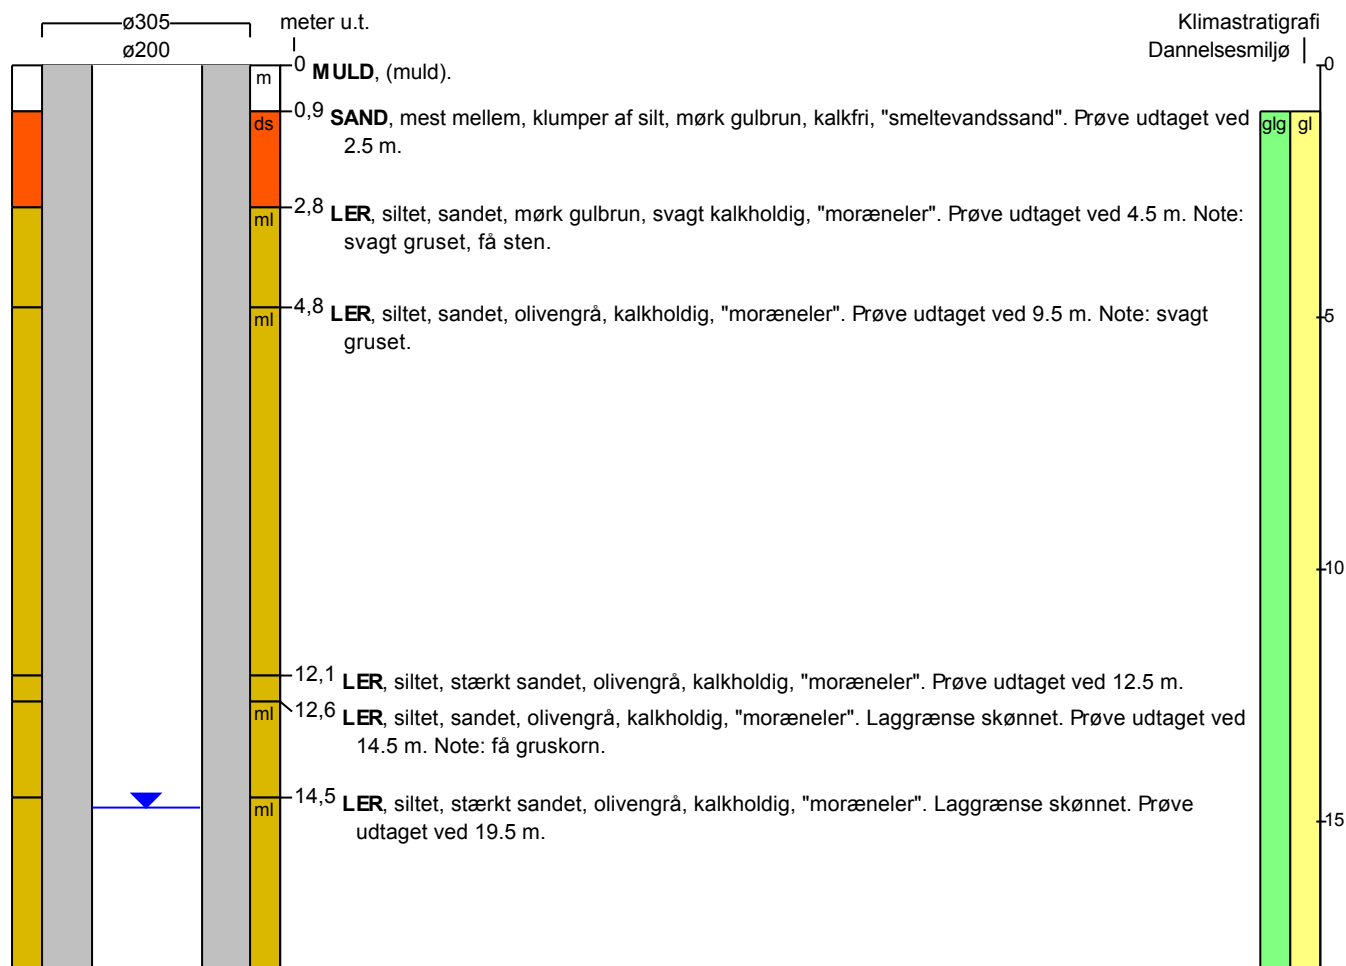 ø305 meter u.t. Klimastratigrafi
ø200 Dannelsesmiljø
0 MULD, (muld). 0
m
0,9 SAND, mest mellem, klumper af silt, mørk gulbrun, kalkfri, "smeltevandssand". Prøve udtaget ved
ds glg gl
2.5 m.
2,8 LER, siltet, sandet, mørk gulbrun, svagt kalkholdig, "moræneler". Prøve udtaget ved 4.5 m. Note:
ml
svagt gruset, få sten.
4,8 LER, siltet, sandet, olivengrå, kalkholdig, "moræneler". Prøve udtaget ved 9.5 m. Note: svagt
ml 5
gruset.
10
12,1 LER, siltet, stærkt sandet, olivengrå, kalkholdig, "moræneler". Prøve udtaget ved 12.5 m.
12,6 LER, siltet, sandet, olivengrå, kalkholdig, "moræneler". Laggrænse skønnet. Prøve udtaget ved
ml
14.5 m. Note: få gruskorn.
14,5 LER, siltet, stærkt sandet, olivengrå, kalkholdig, "moræneler". Laggrænse skønnet. Prøve
ml 15
udtaget ved 19.5 m.